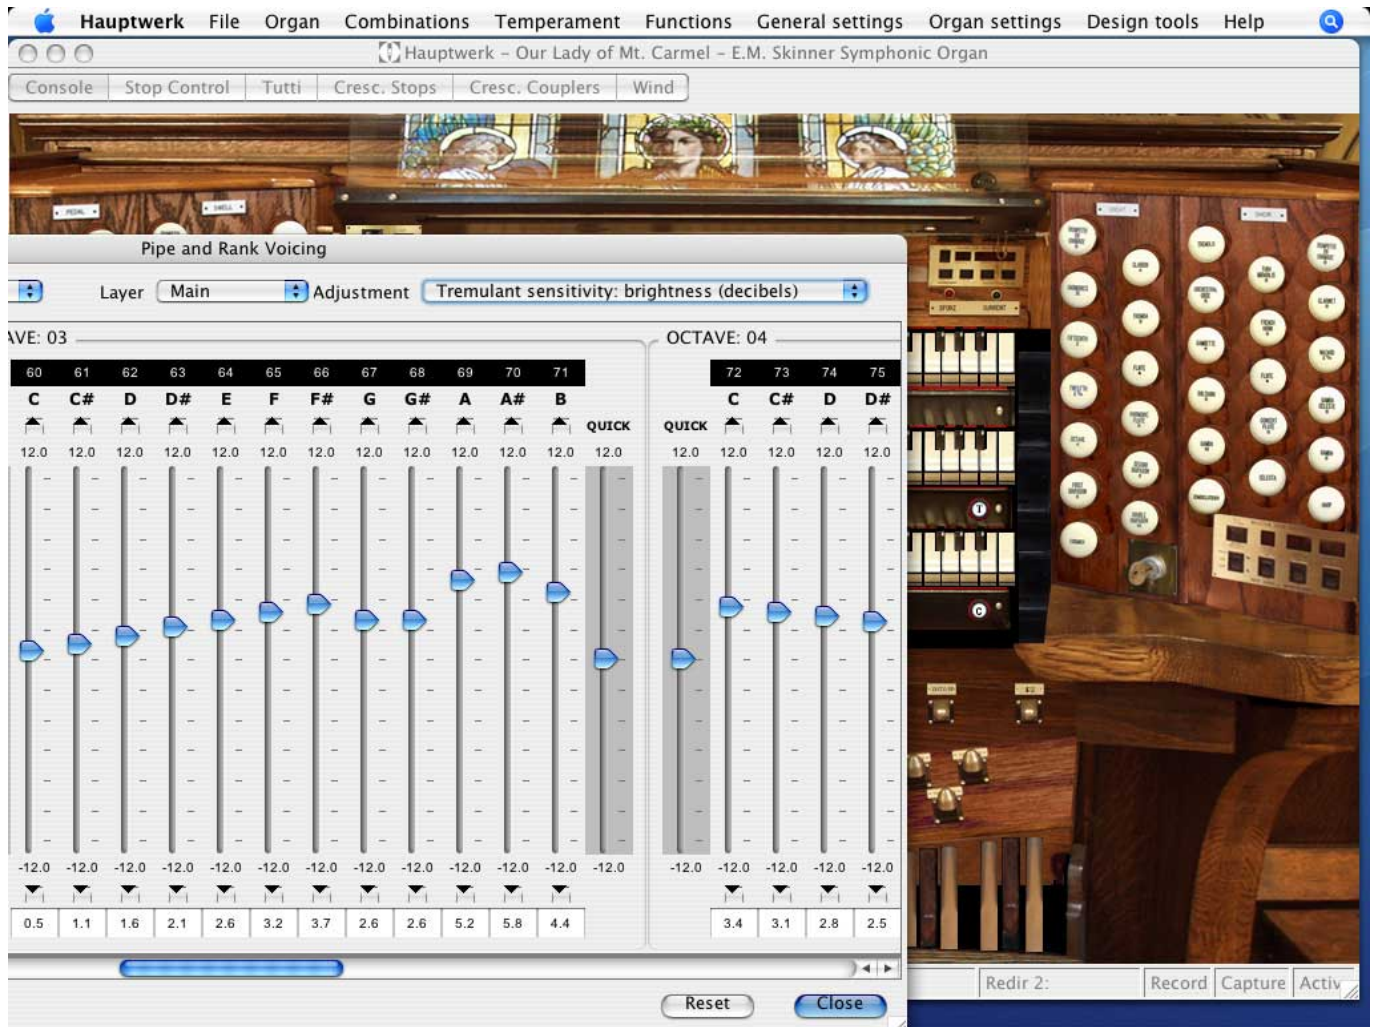 Hauptwerk File Organ Combinations Temperament Functions General settings Organ settings Design tools Help
Hauptwerk – Our Lady of Mt. Carmel – E.M. Skinner Symphonic Organ
Console Stop Control Tutti Cresc. Stops Cresc. Couplers Wind
PEDAL SWELL
Pipe and Rank Voicing
Layer Main Adjustment Tremulant sensitivity: brightness (decibels)
AVE: 03 OCTAVE: 04
60 61 62 63 64 65 66 67 68 69 70 71 72 73 74 75
C C# D D# E F F# G G# A A# B C C# D D#
QUICK QUICK
12.0 12.0 12.0 12.0 12.0 12.0 12.0 12.0 12.0 12.0 12.0 12.0 12.0 12.0 12.0 12.0 12.0 12.0
-12.0 -12.0 -12.0 -12.0 -12.0 -12.0 -12.0 -12.0 -12.0 -12.0 -12.0 -12.0 -12.0 -12.0 -12.0 -12.0 -12.0 -12.0
0.5 1.1 1.6 2.1 2.6 3.2 3.7 2.6 2.6 5.2 5.8 4.4 3.4 3.1 2.8 2.5
T
C
Redir 2: Record Capture Activ
Reset Close